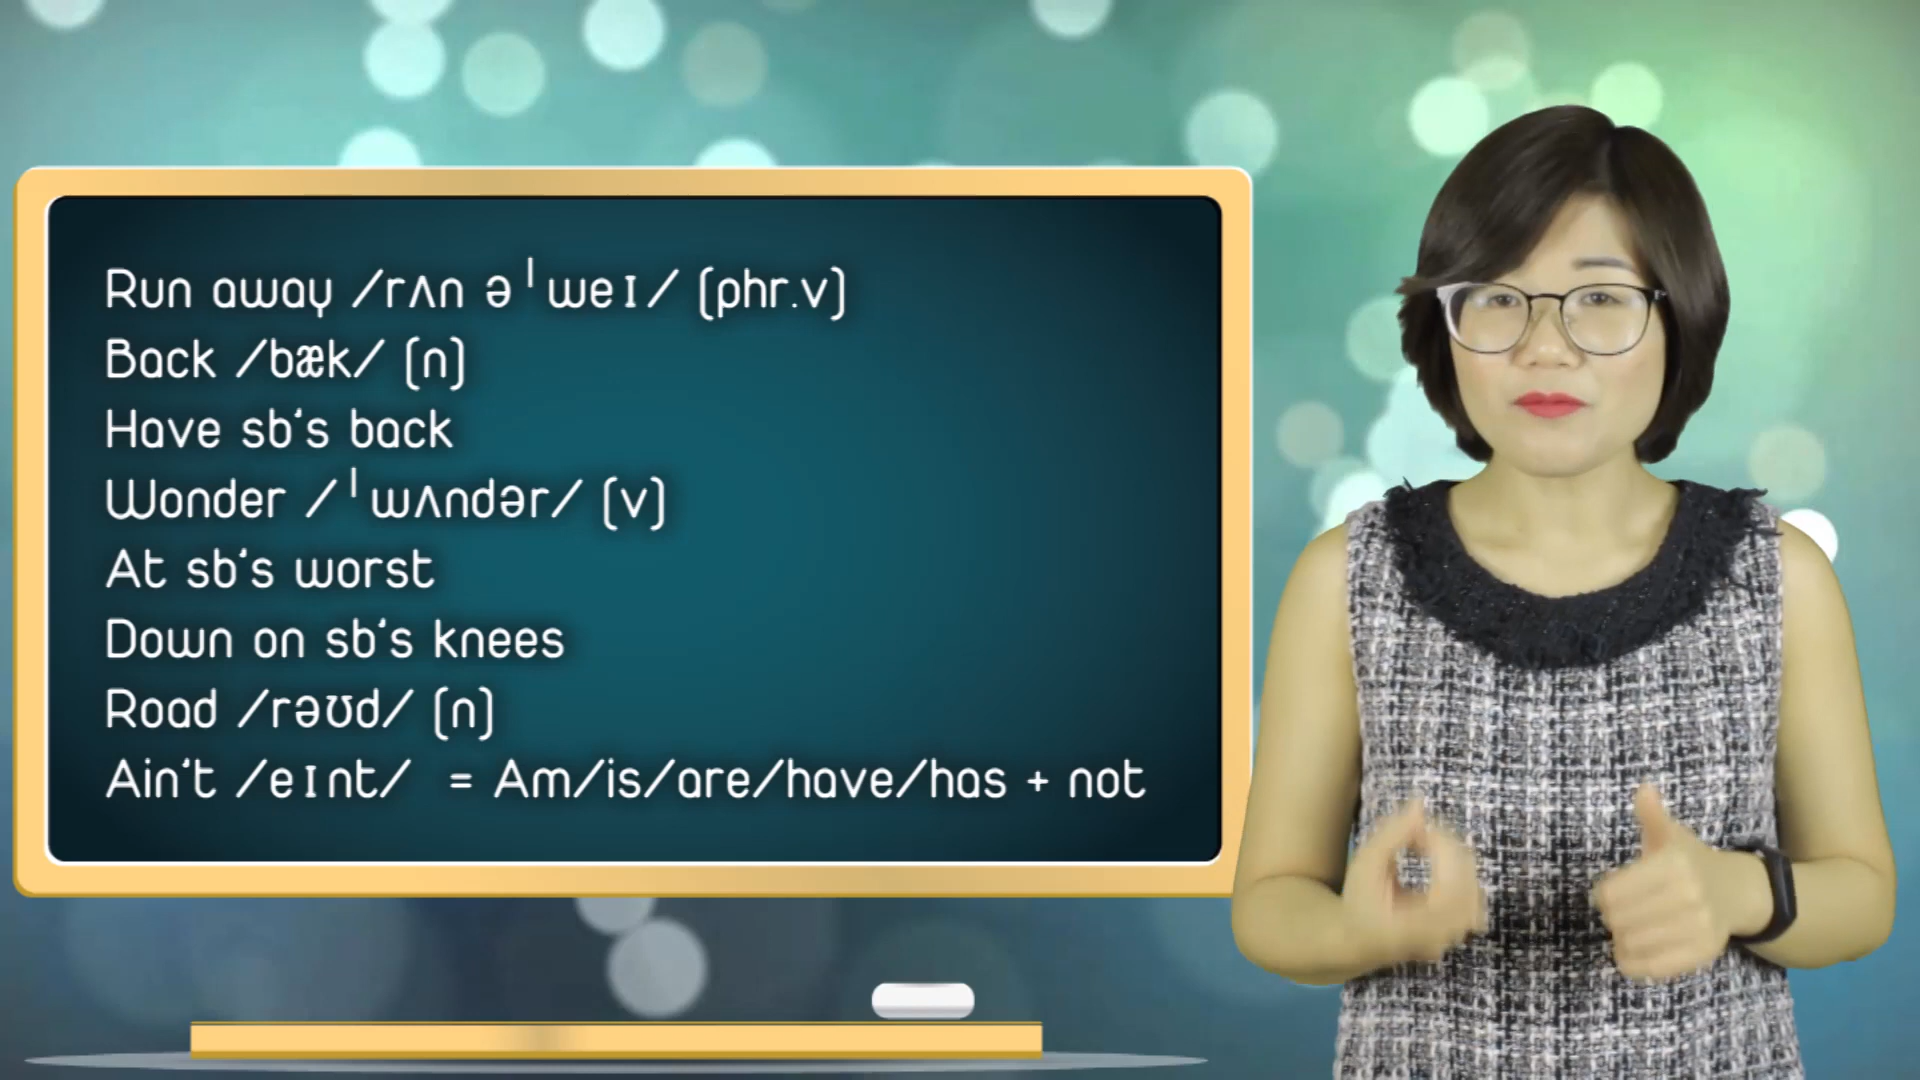 Run away /rʌn əˈweɪ/ (phr.v)
Back /bæk/ (n)
Have sb's back
Wonder /ˈwʌndər/ (v)
At sb's worst
Down on sb's knees
Road /rəʊd/ (n)
Ain't /eɪnt/ = Am/is/are/have/has + not